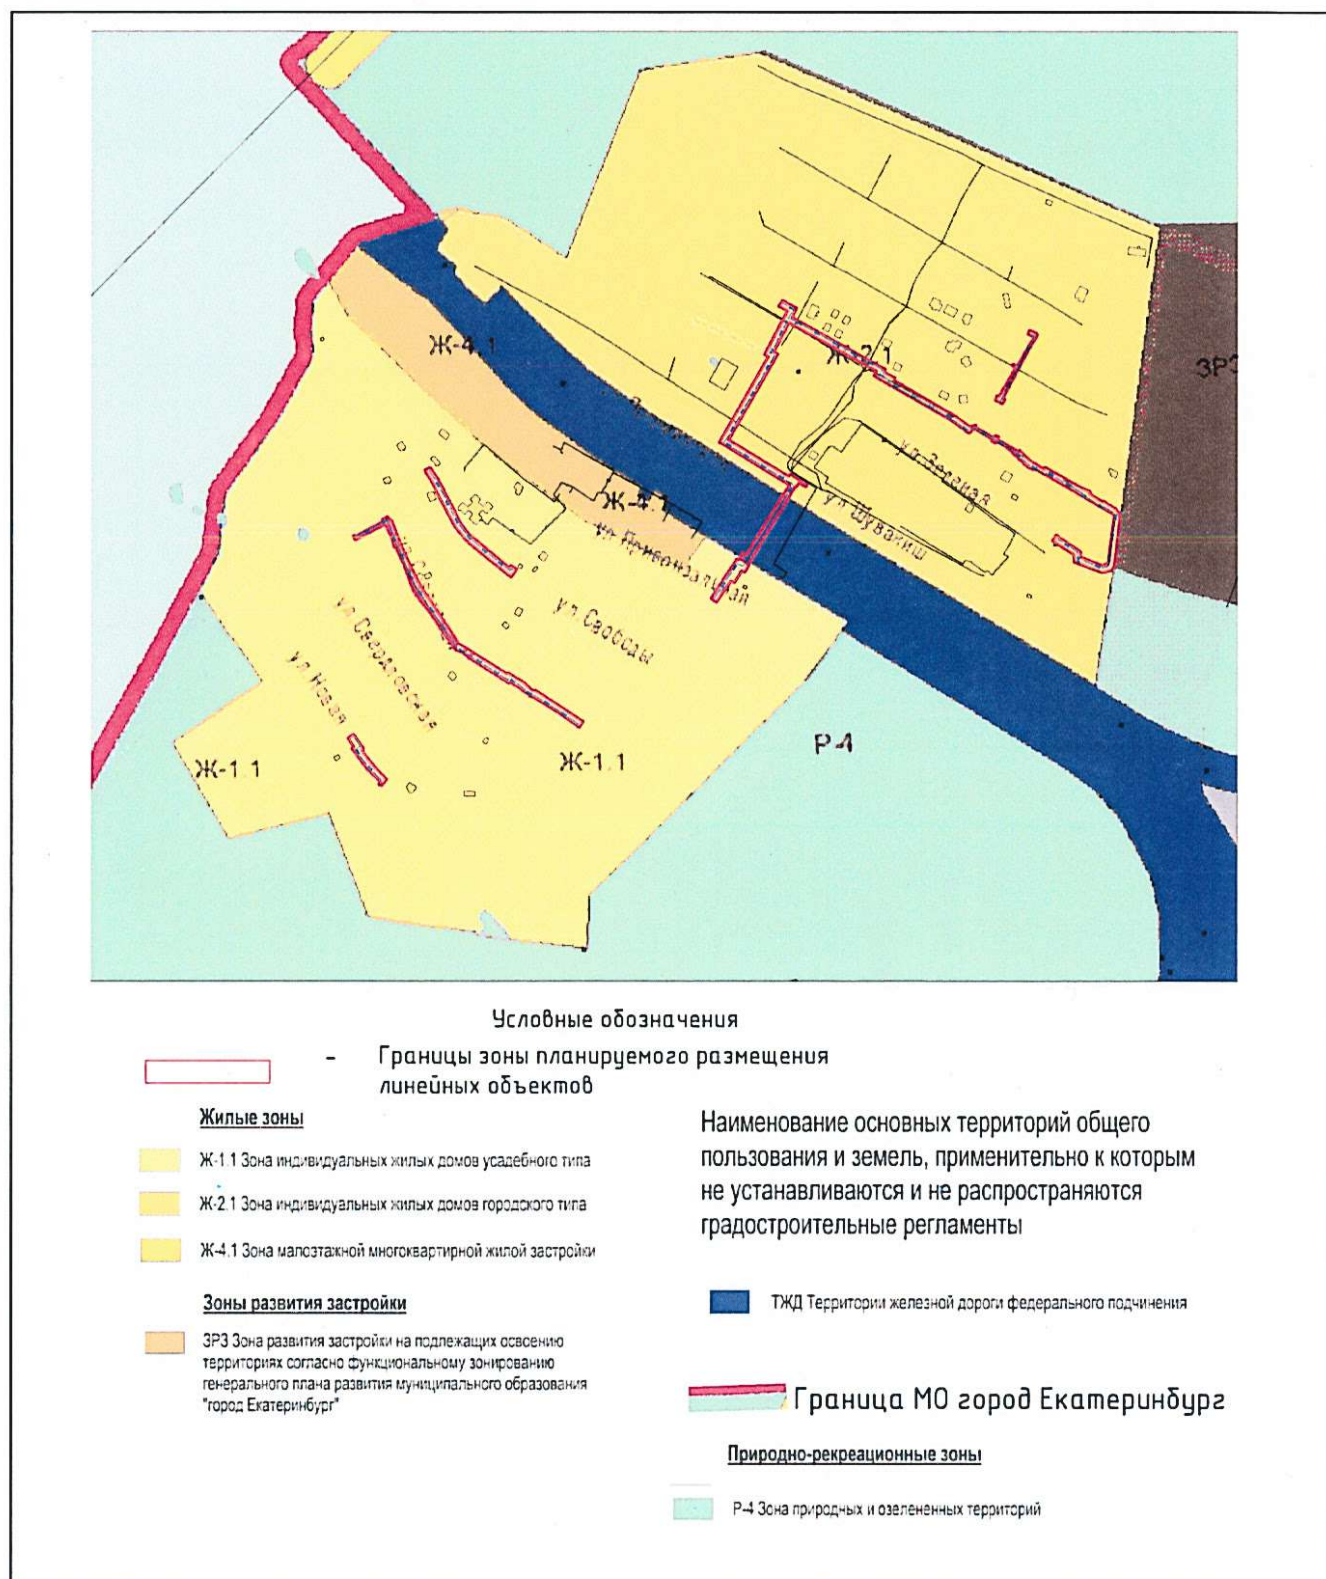 Ж-4.1
Ж-2.1
ЗРЗ
ул. Зеленая
Ж-4.1
ул. Шувакиш
ул. Привокзальная
ул. Свободы
ул. Свердловская
ул. Новая
Р-4
Ж-1.1
Ж-1.1
Условные обозначения
- Границы зоны планируемого размещения
линейных объектов
Жилые зоны
Ж-1.1 Зона индивидуальных жилых домов усадебного типа
Ж-2.1 Зона индивидуальных жилых домов городского типа
Ж-4.1 Зона малоэтажной многоквартирной жилой застройки
Зоны развития застройки
ЗРЗ Зона развития застройки на подлежащих освоению
территориях согласно функциональному зонированию
генерального плана развития муниципального образования
"город Екатеринбург"
Наименование основных территорий общего
пользования и земель, применительно к которым
не устанавливаются и не распространяются
градостроительные регламенты
ТЖД Территории железной дороги федерального подчинения
Граница МО город Екатеринбург
Природно-рекреационные зоны
Р-4 Зона природных и озелененных территорий